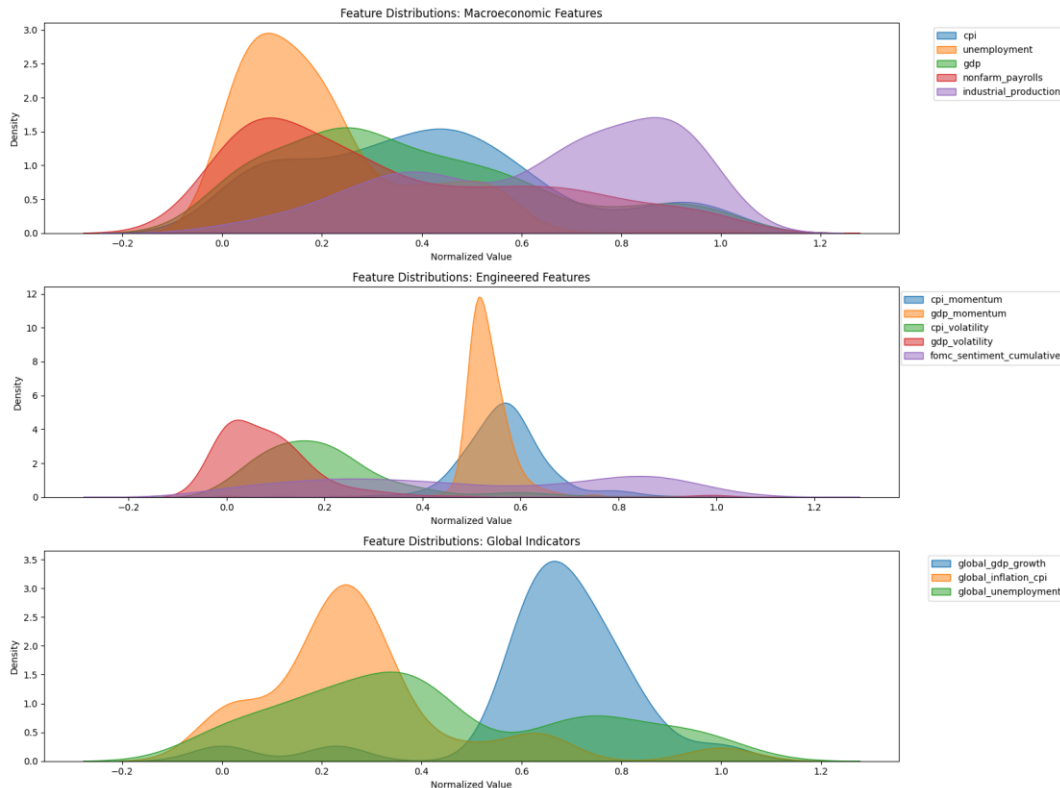 Feature Distributions: Macroeconomic Features
3.0
2.5
2.0
1.5
1.0
0.5
0.0
Density
−0.2 0.0 0.2 0.4 0.6 0.8 1.0 1.2
Normalized Value
cpi
unemployment
gdp
nonfarm_payrolls
industrial_production
Feature Distributions: Engineered Features
12
10
8
6
4
2
0
Density
−0.2 0.0 0.2 0.4 0.6 0.8 1.0 1.2
Normalized Value
cpi_momentum
gdp_momentum
cpi_volatility
gdp_volatility
fomc_sentiment_cumulative
Feature Distributions: Global Indicators
3.5
3.0
2.5
2.0
1.5
1.0
0.5
0.0
Density
−0.2 0.0 0.2 0.4 0.6 0.8 1.0 1.2
Normalized Value
global_gdp_growth
global_inflation_cpi
global_unemployment